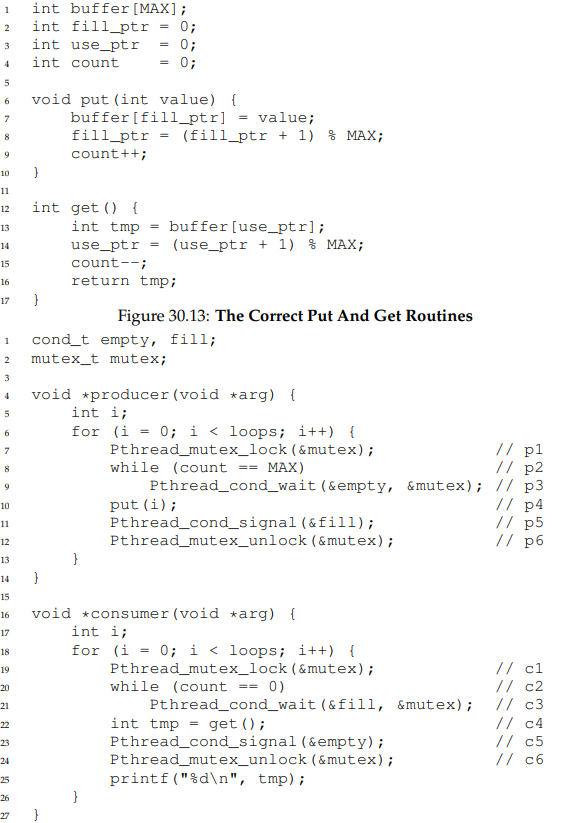 1 int buffer[MAX];
2 int fill_ptr = 0;
3 int use_ptr  = 0;
4 int count    = 0;
5
6 void put(int value) {
7     buffer[fill_ptr] = value;
8     fill_ptr = (fill_ptr + 1) % MAX;
9     count++;
10 }
11
12 int get() {
13     int tmp = buffer[use_ptr];
14     use_ptr = (use_ptr + 1) % MAX;
15     count--;
16     return tmp;
17 }
Figure 30.13: The Correct Put And Get Routines
1 cond_t empty, fill;
2 mutex_t mutex;
3
4 void *producer(void *arg) {
5     int i;
6     for (i = 0; i < loops; i++) {
7         Pthread_mutex_lock(&mutex);           // p1
8         while (count == MAX)                  // p2
9             Pthread_cond_wait(&empty, &mutex); // p3
10         put(i);                               // p4
11         Pthread_cond_signal(&fill);           // p5
12         Pthread_mutex_unlock(&mutex);         // p6
13     }
14 }
15
16 void *consumer(void *arg) {
17     int i;
18     for (i = 0; i < loops; i++) {
19         Pthread_mutex_lock(&mutex);           // c1
20         while (count == 0)                    // c2
21             Pthread_cond_wait(&fill, &mutex); // c3
22         int tmp = get();                      // c4
23         Pthread_cond_signal(&empty);          // c5
24         Pthread_mutex_unlock(&mutex);         // c6
25         printf("%d\n", tmp);
26     }
27 }